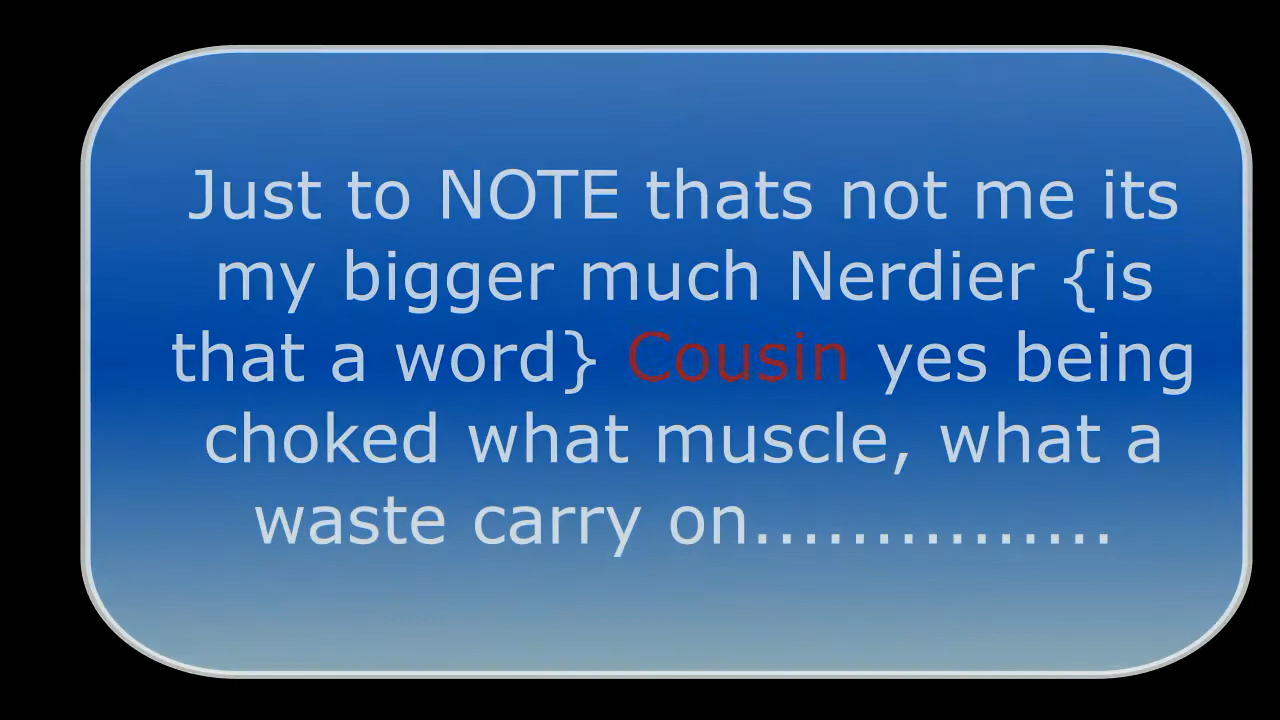 Just to NOTE thats not me its
my bigger much Nerdier {is
that a word} Cousin yes being
choked what muscle, what a
waste carry on...............